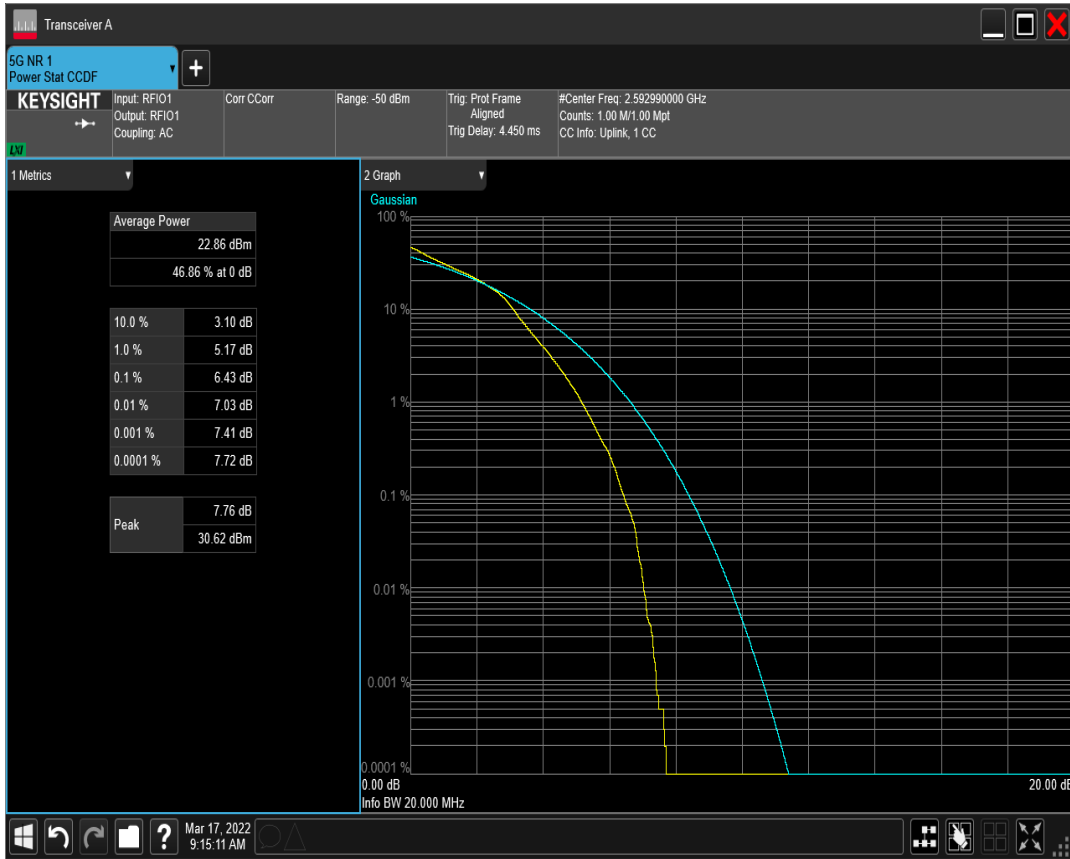 Transceiver A
5G NR 1
Power Stat CCDF
KEYSIGHT
LXI
Input: RFIO1
Output: RFIO1
Coupling: AC
Corr CCorr
Range: -50 dBm
Trig: Prot Frame
Aligned
Trig Delay: 4.450 ms
#Center Freq: 2.592990000 GHz
Counts: 1.00 M/1.00 Mpt
CC Info: Uplink, 1 CC
1 Metrics
Average Power
22.86 dBm
46.86 % at 0 dB
10.0 % 3.10 dB
1.0 % 5.17 dB
0.1 % 6.43 dB
0.01 % 7.03 dB
0.001 % 7.41 dB
0.0001 % 7.72 dB
Peak 7.76 dB
30.62 dBm
2 Graph
Gaussian
100 %
10 %
1 %
0.1 %
0.01 %
0.001 %
0.0001 %
0.00 dB 20.00 dB
Info BW 20.000 MHz
?
Mar 17, 2022
9:15:11 AM